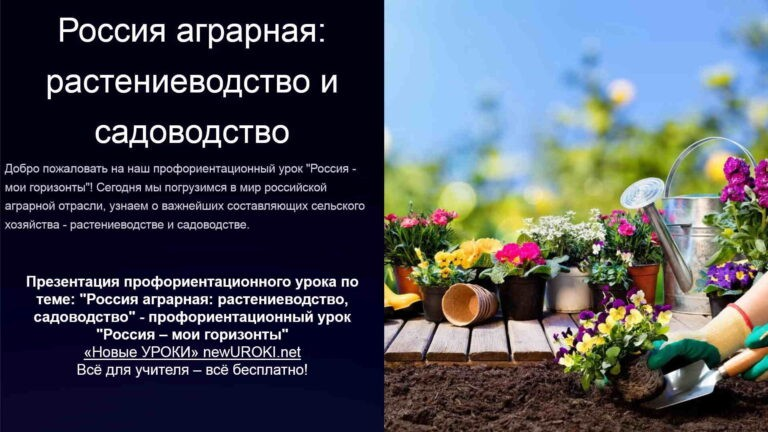 Россия аграрная:
растениеводство и
садоводство
Добро пожаловать на наш профориентационный урок "Россия -
мои горизонты"! Сегодня мы погрузимся в мир российской
аграрной отрасли, узнаем о важнейших составляющих сельского
хозяйства - растениеводстве и садоводстве.
Презентация профориентационного урока по
теме: "Россия аграрная: растениеводство,
садоводство" - профориентационный урок
"Россия – мои горизонты"
«Новые УРОКИ» newUROKI.net
Всё для учителя – всё бесплатно!